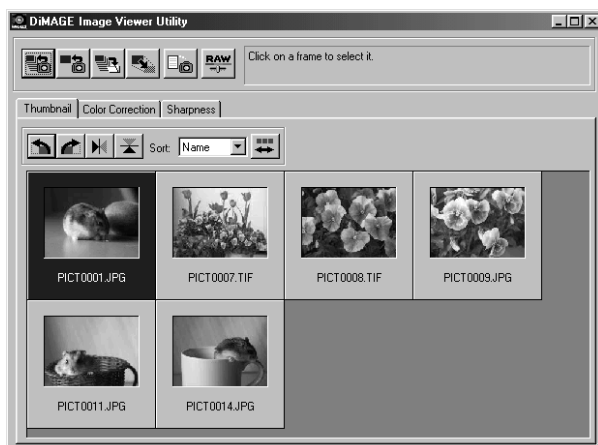 DiMAGE Image Viewer Utility
RAW
Click on a frame to select it.
Thumbnail Color Correction Sharpness
Sort: Name
PICT0001.JPG PICT0007.TIF PICT0008.TIF PICT0009.JPG
PICT0011.JPG PICT0014.JPG